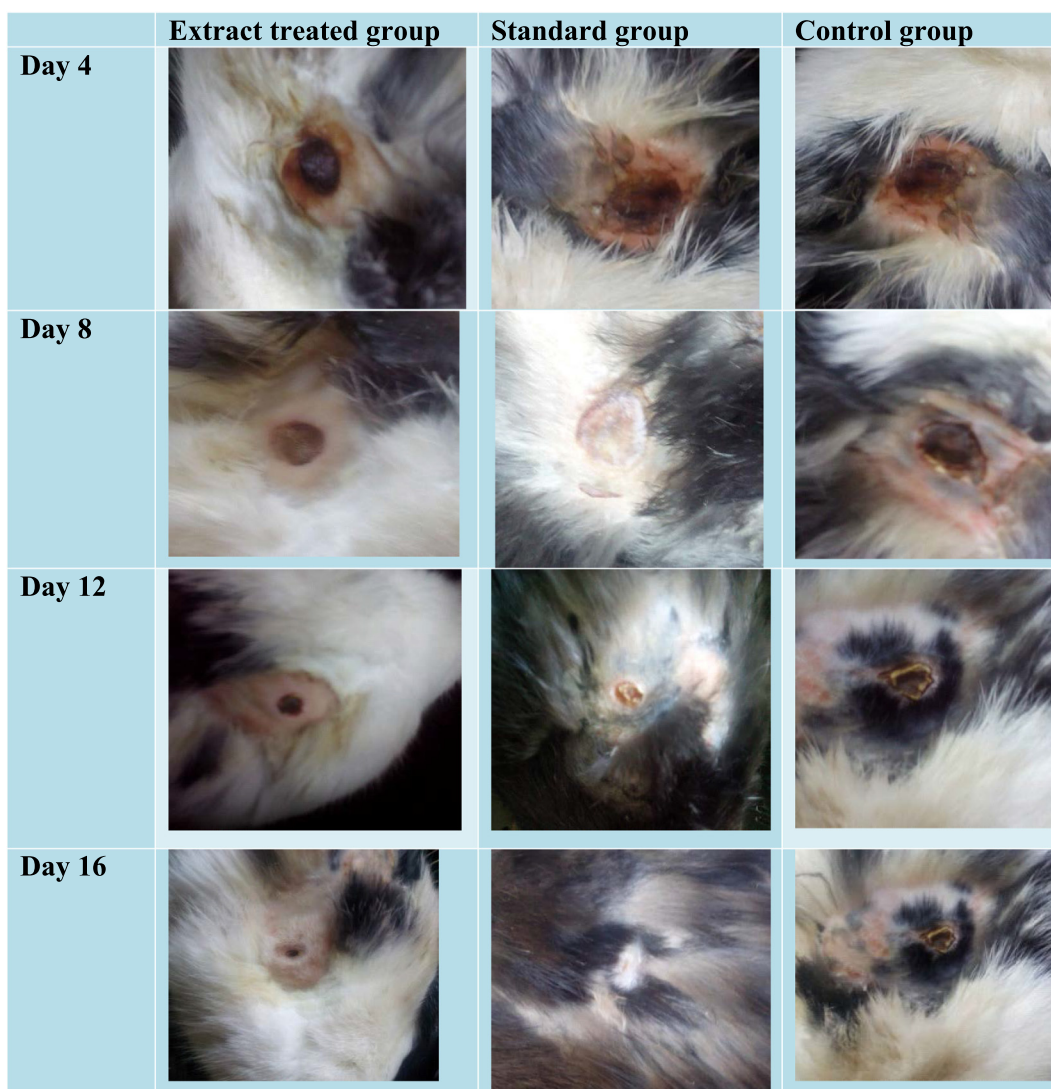 Extract treated group
Standard group
Control group
Day 4
Day 8
Day 12
Day 16